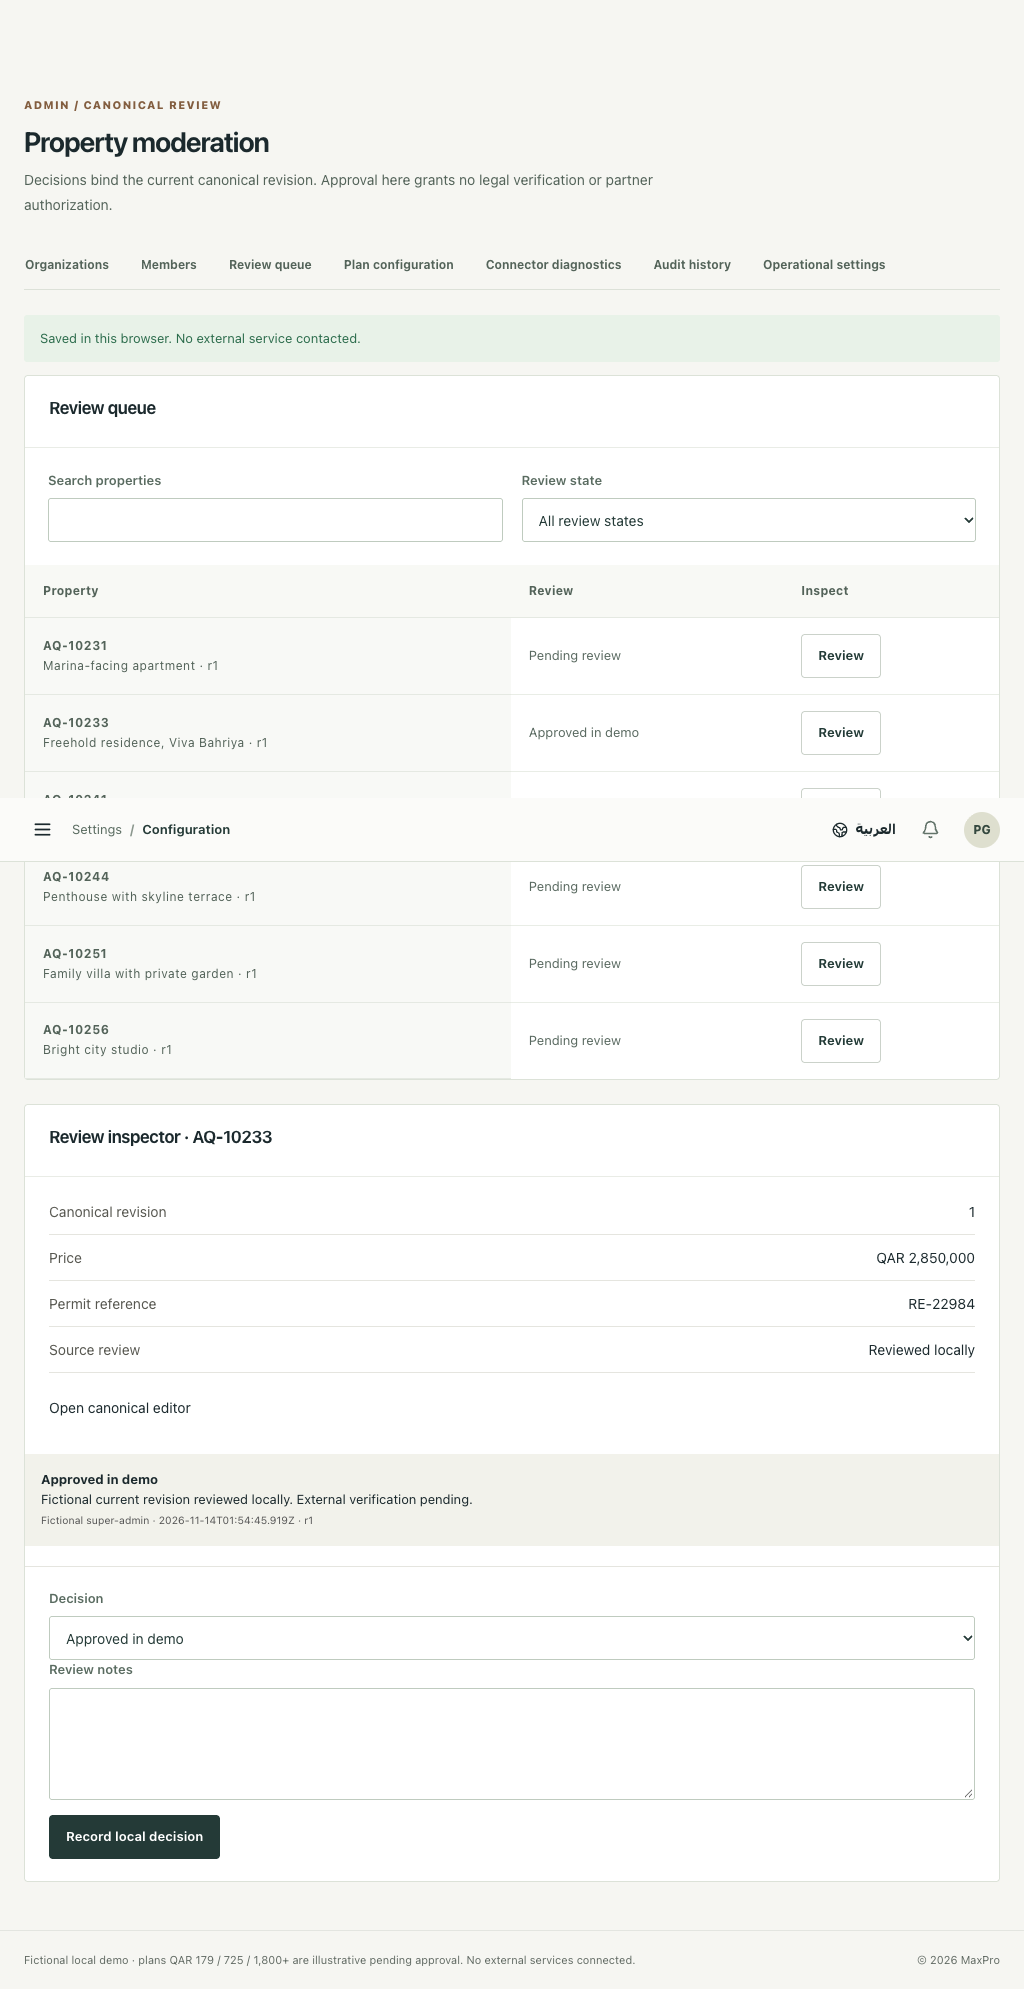 ADMIN / CANONICAL REVIEW
Property moderation
Decisions bind the current canonical revision. Approval here grants no legal verification or partner
authorization.
Organizations Members Review queue Plan configuration Connector diagnostics Audit history Operational settings
Saved in this browser. No external service contacted.
Review queue
Search properties Review state
All review states
Property Review Inspect
AQ-10231
Marina-facing apartment · r1
Pending review
Review
AQ-10233
Freehold residence, Viva Bahriya · r1
Approved in demo
Review
Settings / Configuration العربية PG
AQ-10244
Penthouse with skyline terrace · r1
Pending review
Review
AQ-10251
Family villa with private garden · r1
Pending review
Review
AQ-10256
Bright city studio · r1
Pending review
Review
Review inspector · AQ-10233
Canonical revision 1
Price QAR 2,850,000
Permit reference RE-22984
Source review Reviewed locally
Open canonical editor
Approved in demo
Fictional current revision reviewed locally. External verification pending.
Fictional super-admin · 2026-11-14T01:54:45.919Z · r1
Decision
Approved in demo
Review notes
Record local decision
Fictional local demo · plans QAR 179 / 725 / 1,800+ are illustrative pending approval. No external services connected. © 2026 MaxPro